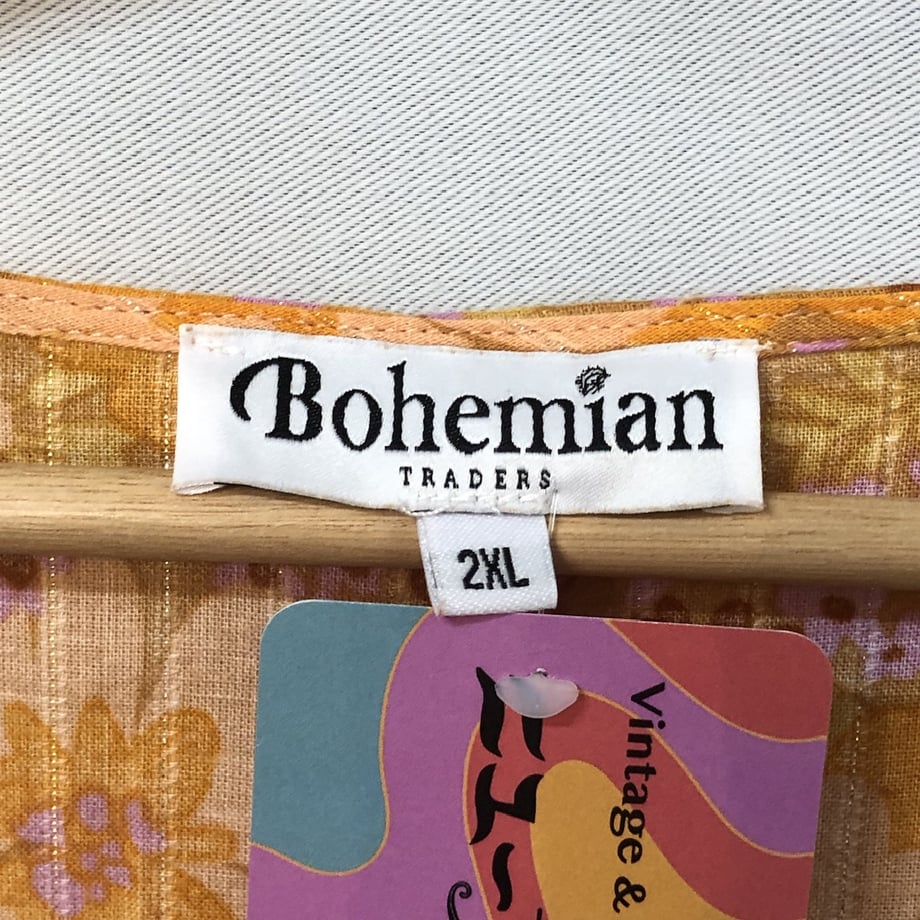 Bohemian
TRADERS
2XL
Vintage &